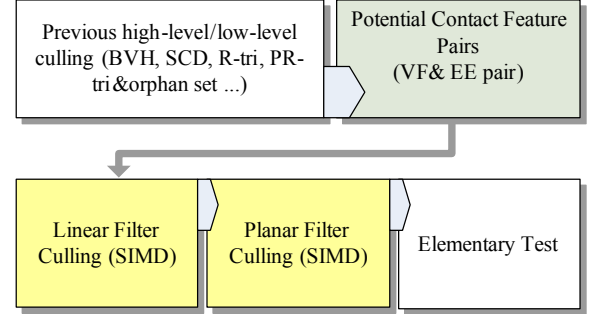 Previous high-level/low-level
culling (BVH, SCD, R-tri, PR-
tri&orphan set ...)
Potential Contact Feature
Pairs
(VF& EE pair)
Linear Filter
Culling (SIMD)
Planar Filter
Culling (SIMD)
Elementary Test